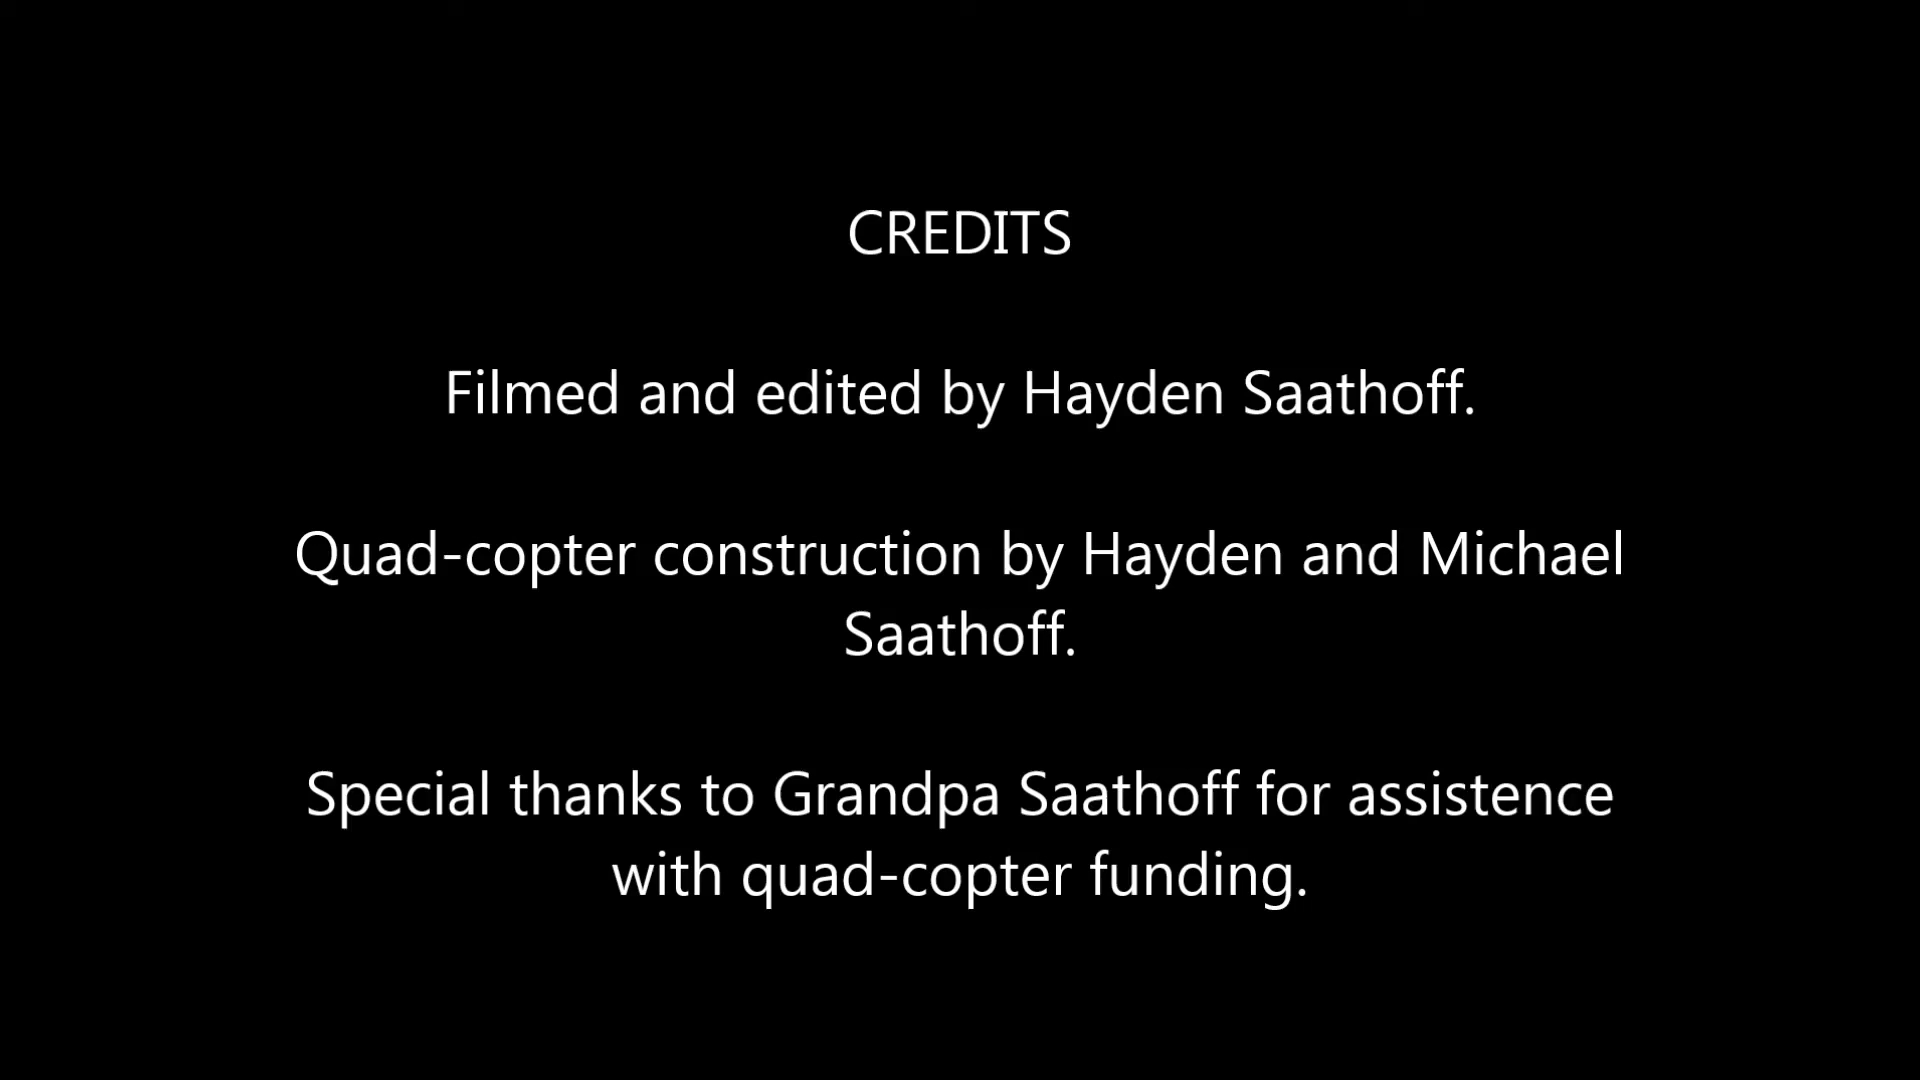 CREDITS
Filmed and edited by Hayden Saathoff.
Quad-copter construction by Hayden and Michael
Saathoff.
Special thanks to Grandpa Saathoff for assistence
with quad-copter funding.